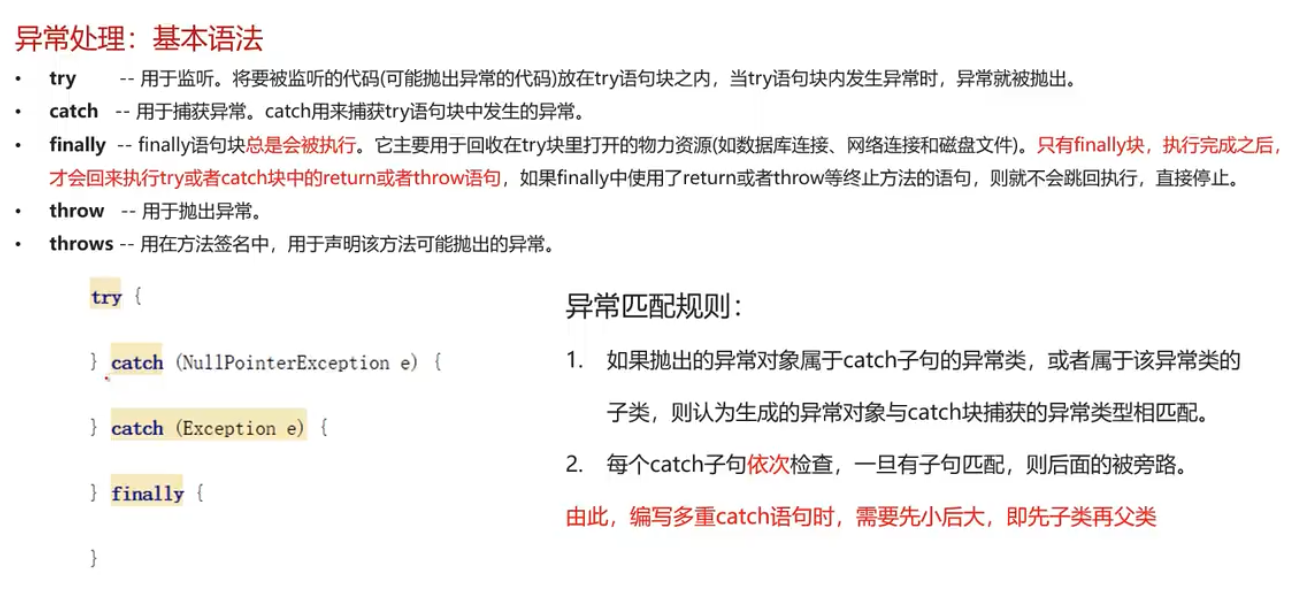 异常处理：基本语法
• try -- 用于监听。将要被监听的代码(可能抛出异常的代码)放在try语句块之内，当try语句块内发生异常时，异常就被抛出。
• catch -- 用于捕获异常。catch用来捕获try语句块中发生的异常。
• finally -- finally语句块总是会被执行。它主要用于回收在try块里打开的物力资源(如数据库连接、网络连接和磁盘文件)。只有finally块，执行完成之后，
才会回来执行try或者catch块中的return或者throw语句，如果finally中使用了return或者throw等终止方法的语句，则就不会跳回执行，直接停止。
• throw -- 用于抛出异常。
• throws -- 用在方法签名中，用于声明该方法可能抛出的异常。
try {
} catch (NullPointerException e) {
} catch (Exception e) {
} finally {
}
异常匹配规则：
1. 如果抛出的异常对象属于catch子句的异常类，或者属于该异常类的
子类，则认为生成的异常对象与catch块捕获的异常类型相匹配。
2. 每个catch子句依次检查，一旦有子句匹配，则后面的被旁路。
由此，编写多重catch语句时，需要先小后大，即先子类再父类